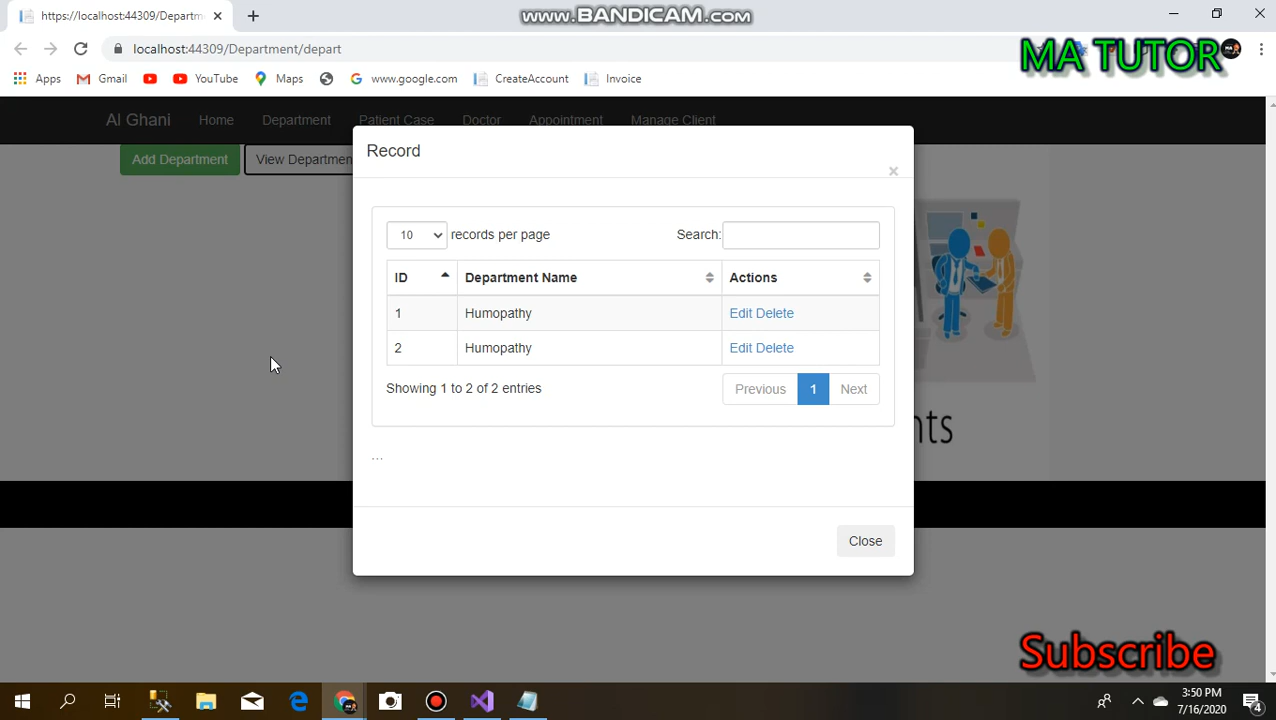 https://localhost:44309/Departm
www.BANDICAM.com
localhost:44309/Department/depart
MA TUTOR
Apps
Gmail
YouTube
Maps
www.google.com
CreateAccount
Invoice
Al Ghani
Home
Department
Patient Case
Doctor
Appointment
Manage Client
Add Department
View Departmen
Record
×
10
records per page
Search:
ID
Department Name
Actions
1
Humopathy
Edit Delete
2
Humopathy
Edit Delete
Showing 1 to 2 of 2 entries
Previous
1
Next
nts
...
Close
Subscribe
3:50 PM
7/16/2020
4